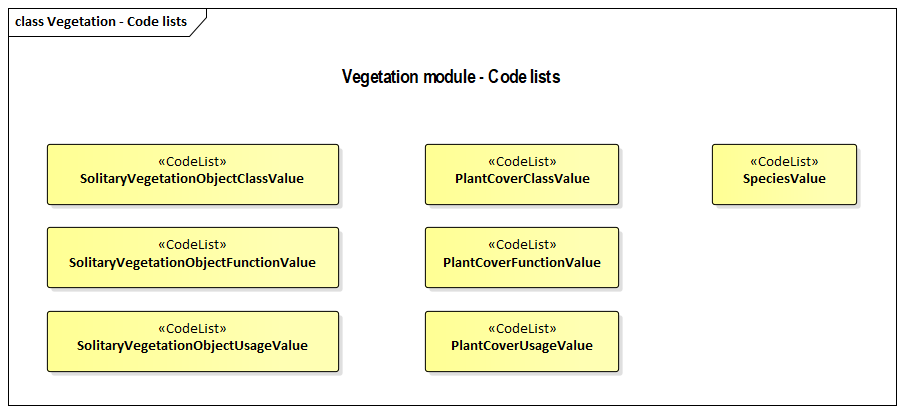 class Vegetation - Code lists
Vegetation module - Code lists
«CodeList»
SolitaryVegetationObjectClassValue
«CodeList»
PlantCoverClassValue
«CodeList»
SpeciesValue
«CodeList»
SolitaryVegetationObjectFunctionValue
«CodeList»
PlantCoverFunctionValue
«CodeList»
SolitaryVegetationObjectUsageValue
«CodeList»
PlantCoverUsageValue